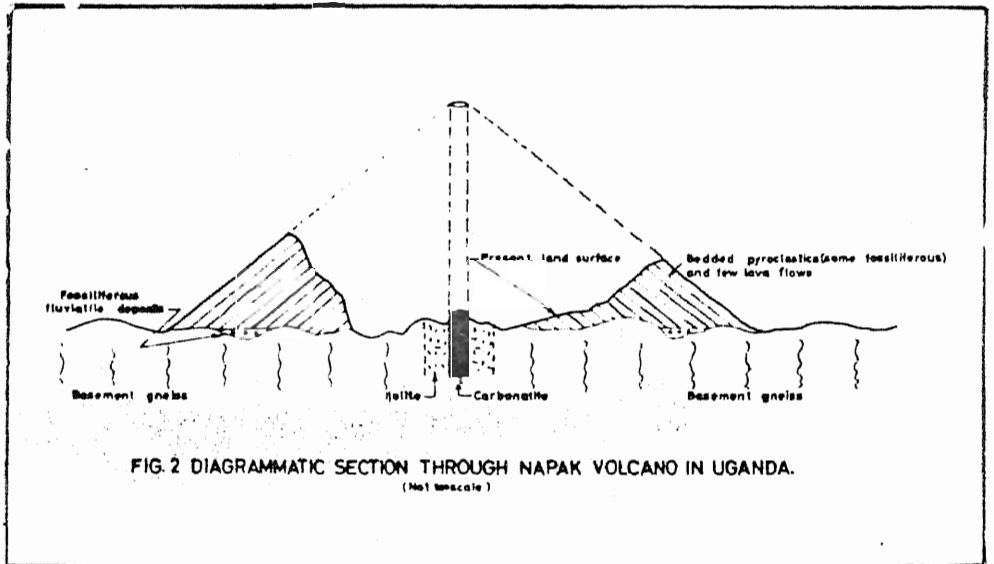 Present land surface
Bedded pyroclastics(some fossiliferous)
and few lava flows
Fossiliferous
fluviatile deposits
Basement gneiss
Ijolite
Carbonatite
Basement gneiss
FIG. 2 DIAGRAMMATIC SECTION THROUGH NAPAK VOLCANO IN UGANDA.
(Not to scale)